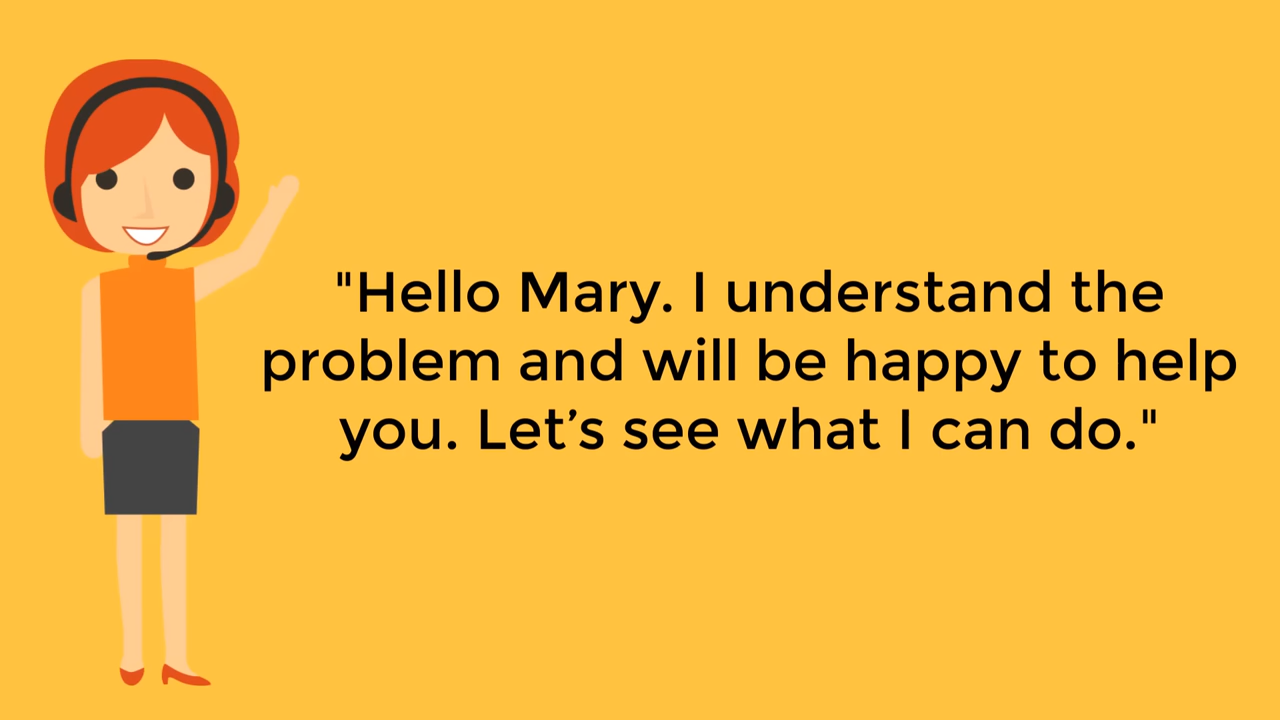 "Hello Mary. I understand the
problem and will be happy to help
you. Let’s see what I can do."